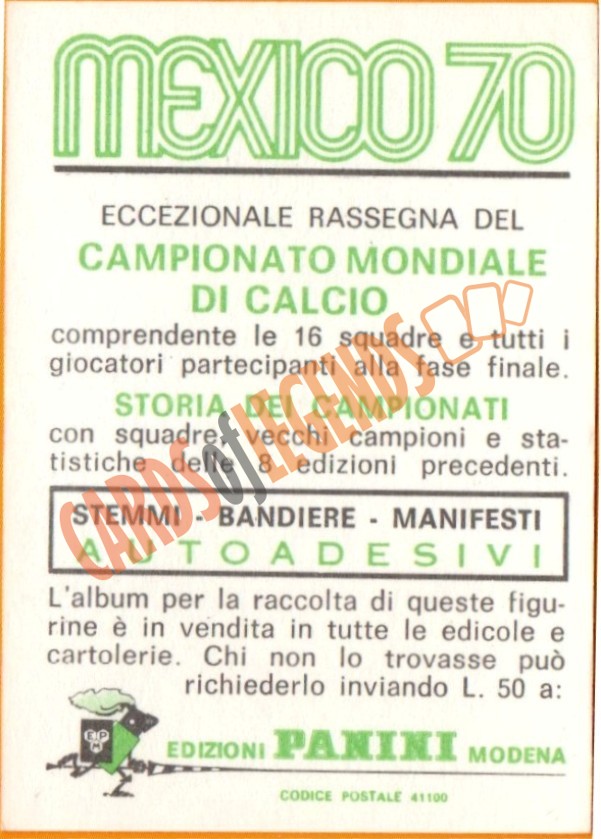 MEXICO 70
ECCEZIONALE RASSEGNA DEL
CAMPIONATO MONDIALE
DI CALCIO
comprendente le 16 squadre e tutti i
giocatori partecipanti alla fase finale.
STORIA DEI CAMPIONATI
con squadre, vecchi campioni e sta-
tistiche delle 8 edizioni precedenti.
STEMMI - BANDIERE - MANIFESTI
AUTOADESIVI
L'album per la raccolta di queste figu-
rine è in vendita in tutte le edicole e
cartolerie. Chi non lo trovasse può
richiederlo inviando L. 50 a:
EPM
EDIZIONI PANINI MODENA
CODICE POSTALE 41100
CARDSofLEGENDS